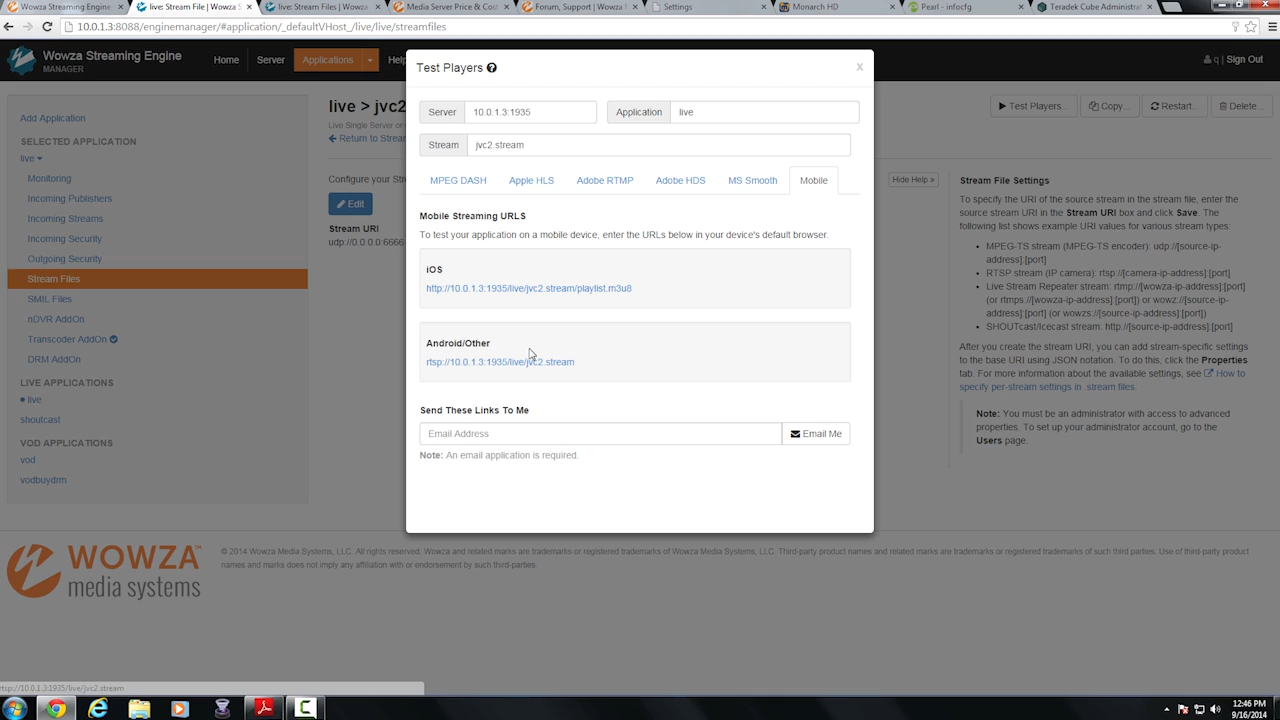 Wowza Streaming Engine
live: Stream File | Wowza S
live: Stream Files | Wowza
Media Server Price & Cost
Forum, Support | Wowza
Settings
Monarch HD
Pearl - infocfg
Teradek Cube Administrat
10.0.1.3:8088/enginemanager/#application/_defaultVHost_/live/live/streamfiles
Wowza Streaming Engine
MANAGER
Home
Server
Applications
Help
q | Sign Out
Add Application
SELECTED APPLICATION
live
Monitoring
Incoming Publishers
Incoming Streams
Incoming Security
Outgoing Security
Stream Files
SMIL Files
nDVR AddOn
Transcoder AddOn
DRM AddOn
LIVE APPLICATIONS
live
shoutcast
VOD APPLICATIONS
vod
vodbuydrm
live > jvc2
Live Single Server or
Return to Strea
Configure your Str
Edit
Stream URI
udp://0.0.0.0:6666
Test Players
x
Server 10.0.1.3:1935 Application live
Stream jvc2.stream
MPEG DASH Apple HLS Adobe RTMP Adobe HDS MS Smooth Mobile
Mobile Streaming URLS
To test your application on a mobile device, enter the URLs below in your device's default browser.
iOS
http://10.0.1.3:1935/live/jvc2.stream/playlist.m3u8
Android/Other
rtsp://10.0.1.3:1935/live/jvc2.stream
Send These Links To Me
Email Address Email Me
Note: An email application is required.
Test Players... Copy... Restart... Delete...
Hide Help »
Stream File Settings
To specify the URI of the source stream in the stream file, enter the
source stream URI in the Stream URI box and click Save. The
following list shows example URI values for various stream types:
• MPEG-TS stream (MPEG-TS encoder): udp://[source-ip-
address]:[port]
• RTSP stream (IP camera): rtsp://[camera-ip-address]:[port]
• Live Stream Repeater stream: rtmp://[wowza-ip-address]:[port]
(or rtmps://[wowza-ip-address]:[port]) or wowz://[source-
ip-address]:[port] (or wowzs://[source-ip-address]:[port])
• SHOUTcast/Icecast stream: http://[source-ip-address]:[port]
After you create the stream URI, you can add stream-specific settings
to the base URI using JSON notation. To do this, click the Properties
tab. For more information about the available settings, see How to
specify per-stream settings in .stream files.
Note: You must be an administrator with access to advanced
properties. To set up your administrator account, go to the
Users page.
WOWZA
media systems
© 2014 Wowza Media Systems, LLC. All rights reserved. Wowza and related marks are trademarks or registered trademarks of Wowza Media Systems, LLC. Third-party product names and related marks are trademarks or registered trademarks of such third parties. Use of third-party product
names and marks does not imply any affiliation with or endorsement by such third-parties.
rtsp://10.0.1.3:1935/live/jvc2.stream
12:46 PM
9/16/2014